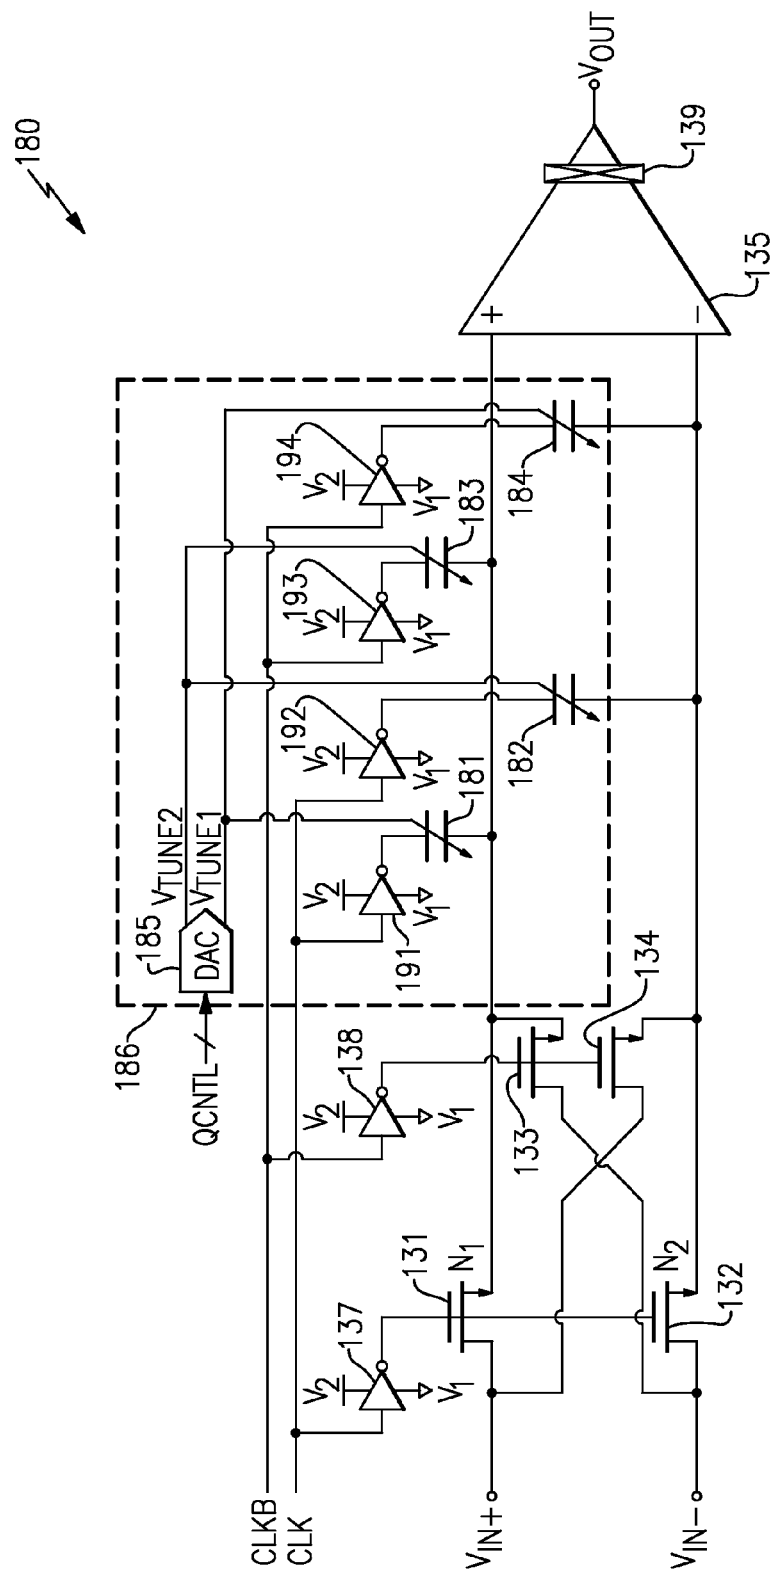 180
186
185
DAC
QCNTL
VTUNE2
VTUNE1
CLKB
CLK
V2
137
V1
V2
138
V1
V2
191
V1
181
V2
192
V1
182
V2
193
V1
183
V2
194
V1
184
VIN+
131
N1
133
134
VIN−
N2
132
+
−
135
139
VOUT